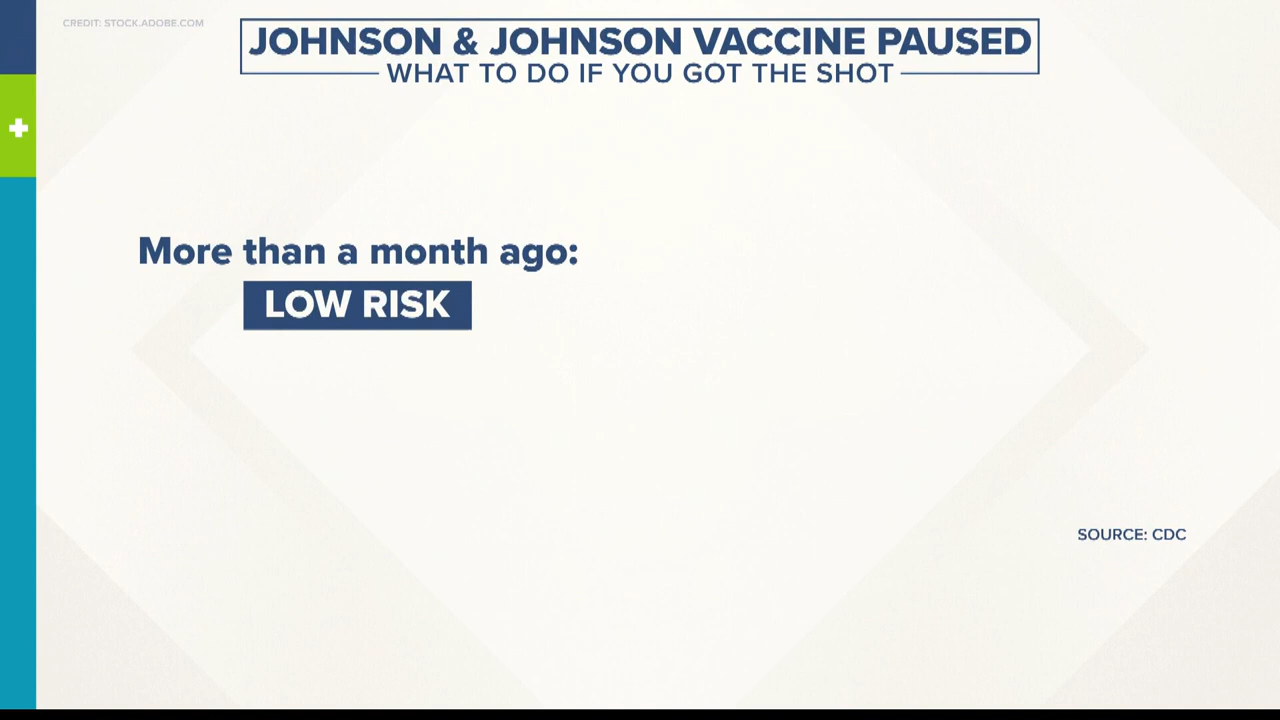 CREDIT: STOCK.ADOBE.COM
JOHNSON & JOHNSON VACCINE PAUSED
WHAT TO DO IF YOU GOT THE SHOT
More than a month ago:
LOW RISK
SOURCE: CDC